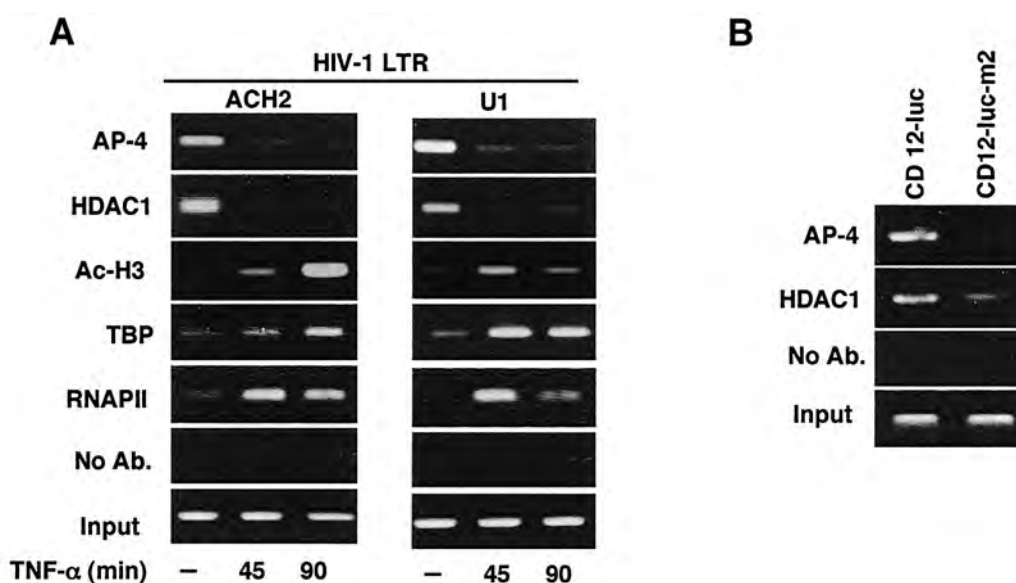 A
HIV-1 LTR
ACH2 U1
AP-4
HDAC1
Ac-H3
TBP
RNAPII
No Ab.
Input
TNF-α (min) – 45 90 – 45 90
B
CD 12-luc
CD12-luc-m2
AP-4
HDAC1
No Ab.
Input